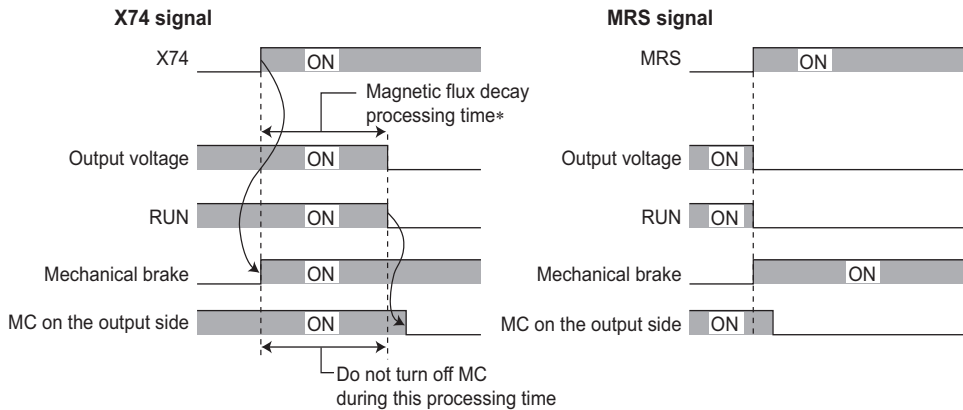 X74 signal
X74
ON
Magnetic flux decay
processing time*
Output voltage
ON
RUN
ON
Mechanical brake
ON
MC on the output side
ON
Do not turn off MC
during this processing time
MRS signal
MRS
ON
Output voltage
ON
RUN
ON
Mechanical brake
ON
MC on the output side
ON